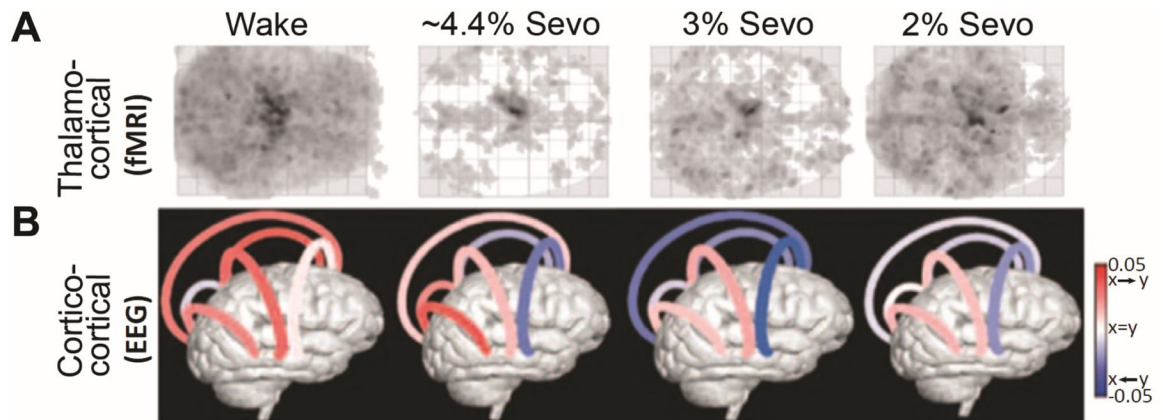 A
Wake
~4.4% Sevo
3% Sevo
2% Sevo
Thalamo-
cortical
(fMRI)
B
Cortico-
cortical
(EEG)
0.05
x→y
x=y
x←y
-0.05